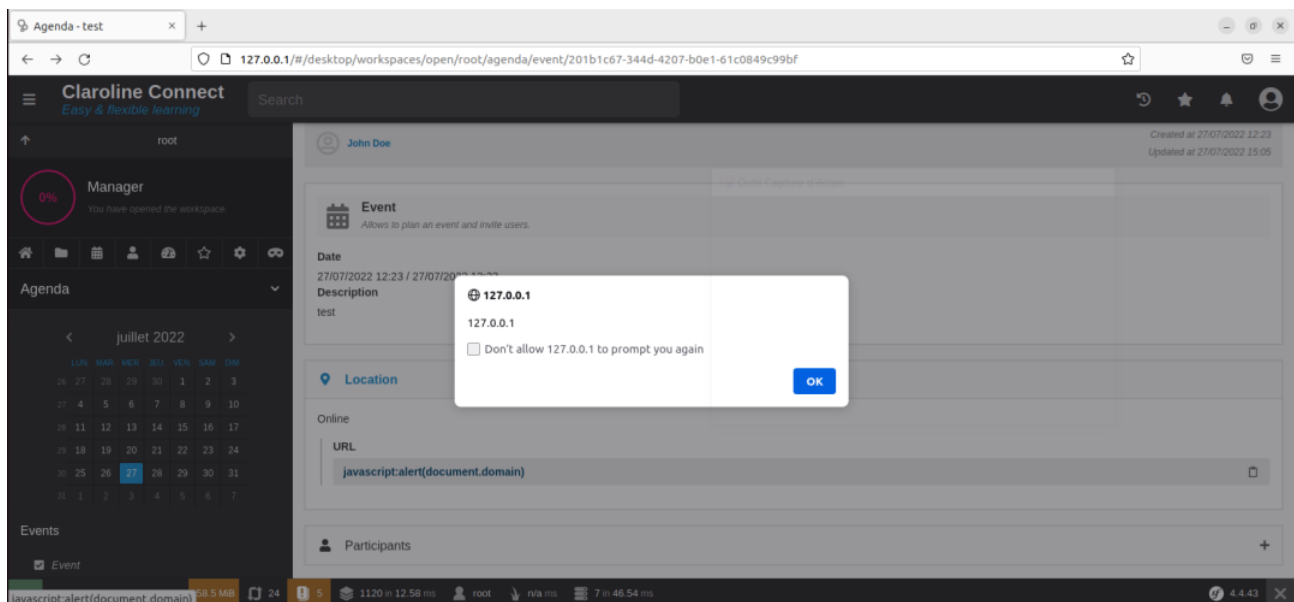 Agenda - test
127.0.0.1/#/desktop/workspaces/open/root/agenda/event/201b1c67-344d-4207-b0e1-61c0849c99bf
Claroline Connect
Easy & flexible learning
Search
root
John Doe
Created at 27/07/2022 12:23
Updated at 27/07/2022 15:05
0%
Manager
You have opened the workspace.
Event
Allows to plan an event and invite users.
Date
27/07/2022 12:23 / 27/07/2022 12:23
Description
test
Agenda
juillet 2022
LUN MAR MER JEU VEN SAM DIM
26 27 28 29 30 1 2 3
27 4 5 6 7 8 9 10
28 11 12 13 14 15 16 17
29 18 19 20 21 22 23 24
30 25 26 27 28 29 30 31
31 1 2 3 4 5 6 7
127.0.0.1
127.0.0.1
Don't allow 127.0.0.1 to prompt you again
OK
Location
Online
URL
javascript:alert(document.domain)
Events
Event
Participants
javascript:alert(document.domain)
58.5 MiB
24
5
1120 in 12.58 ms
root
n/a ms
7 in 46.54 ms
4.4.43